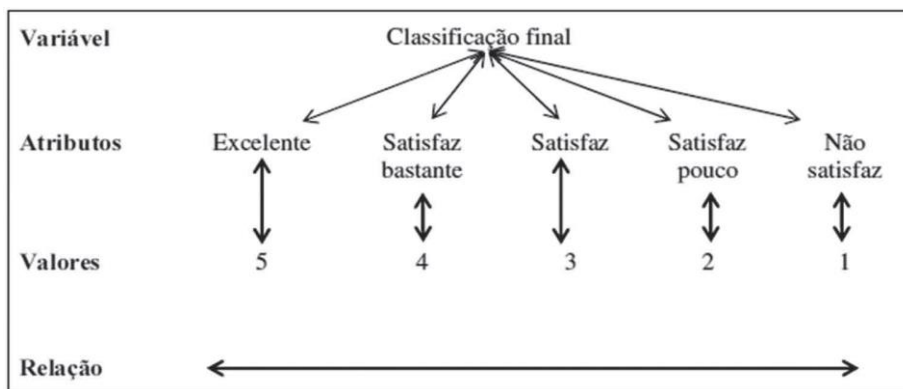 Variável Classificação final
Atributos Excelente Satisfaz Satisfaz Satisfaz Não
bastante pouco satisfaz
Valores 5 4 3 2 1
Relação